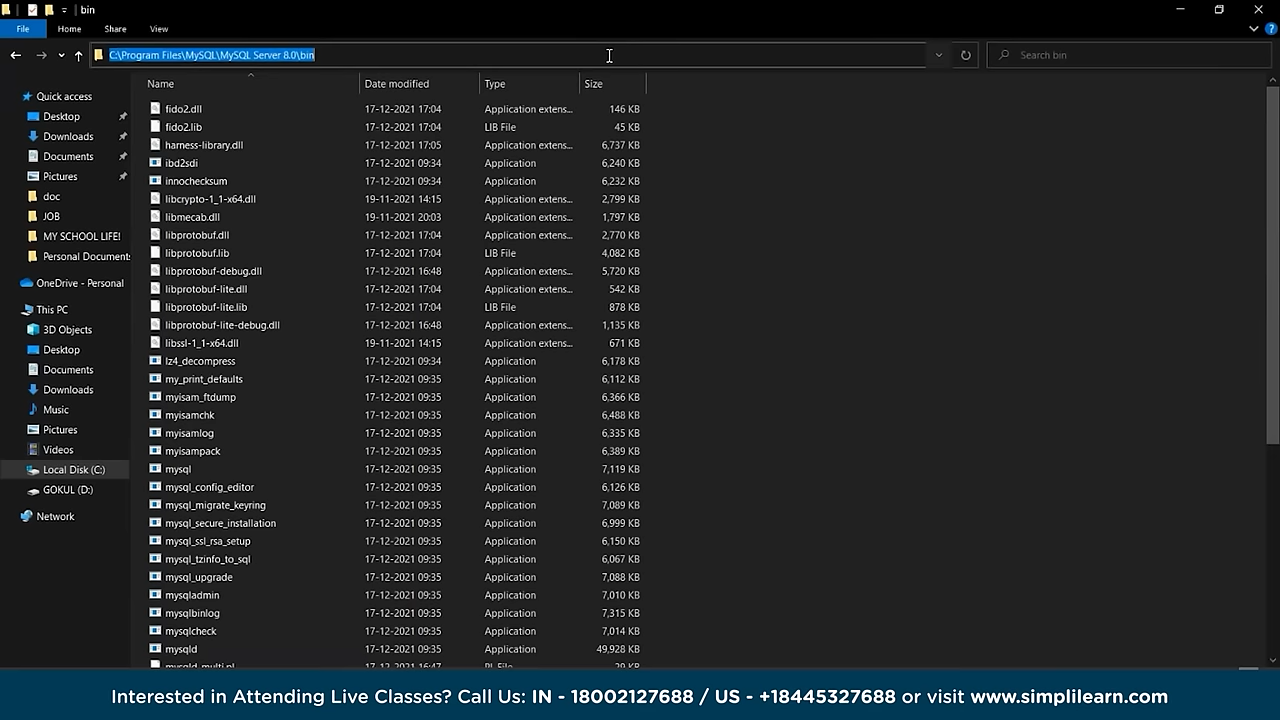 bin
File Home Share View
C:\Program Files\MySQL\MySQL Server 8.0\bin
Search bin
Name Date modified Type Size
Quick access
Desktop
Downloads
Documents
Pictures
doc
JOB
MY SCHOOL LIFE!
Personal Documents
OneDrive - Personal
This PC
3D Objects
Desktop
Documents
Downloads
Music
Pictures
Videos
Local Disk (C:)
GOKUL (D:)
Network
fido2.dll 17-12-2021 17:04 Application extens... 146 KB
fido2.lib 17-12-2021 17:04 LIB File 45 KB
harness-library.dll 17-12-2021 17:05 Application extens... 6,737 KB
ibd2sdi 17-12-2021 09:34 Application 6,240 KB
innochecksum 17-12-2021 09:34 Application 6,232 KB
libcrypto-1_1-x64.dll 19-11-2021 14:15 Application extens... 2,799 KB
libmecab.dll 19-11-2021 20:03 Application extens... 1,797 KB
libprotobuf.dll 17-12-2021 17:04 Application extens... 2,770 KB
libprotobuf.lib 17-12-2021 17:04 LIB File 4,082 KB
libprotobuf-debug.dll 17-12-2021 16:48 Application extens... 5,720 KB
libprotobuf-lite.dll 17-12-2021 17:04 Application extens... 542 KB
libprotobuf-lite.lib 17-12-2021 17:04 LIB File 878 KB
libprotobuf-lite-debug.dll 17-12-2021 16:48 Application extens... 1,135 KB
libssl-1_1-x64.dll 19-11-2021 14:15 Application extens... 671 KB
lz4_decompress 17-12-2021 09:34 Application 6,178 KB
my_print_defaults 17-12-2021 09:35 Application 6,112 KB
myisam_ftdump 17-12-2021 09:35 Application 6,366 KB
myisamchk 17-12-2021 09:35 Application 6,488 KB
myisamlog 17-12-2021 09:35 Application 6,335 KB
myisampack 17-12-2021 09:35 Application 6,389 KB
mysql 17-12-2021 09:35 Application 7,119 KB
mysql_config_editor 17-12-2021 09:35 Application 6,126 KB
mysql_migrate_keyring 17-12-2021 09:35 Application 7,089 KB
mysql_secure_installation 17-12-2021 09:35 Application 6,999 KB
mysql_ssl_rsa_setup 17-12-2021 09:35 Application 6,150 KB
mysql_tzinfo_to_sql 17-12-2021 09:35 Application 6,067 KB
mysql_upgrade 17-12-2021 09:35 Application 7,088 KB
mysqladmin 17-12-2021 09:35 Application 7,010 KB
mysqlbinlog 17-12-2021 09:35 Application 7,315 KB
mysqlcheck 17-12-2021 09:35 Application 7,014 KB
mysqld 17-12-2021 09:35 Application 49,928 KB
mysqld_multi.pl 17-12-2021 16:47 PL File 29 KB
Interested in Attending Live Classes? Call Us: IN - 18002127688 / US - +18445327688 or visit www.simplilearn.com